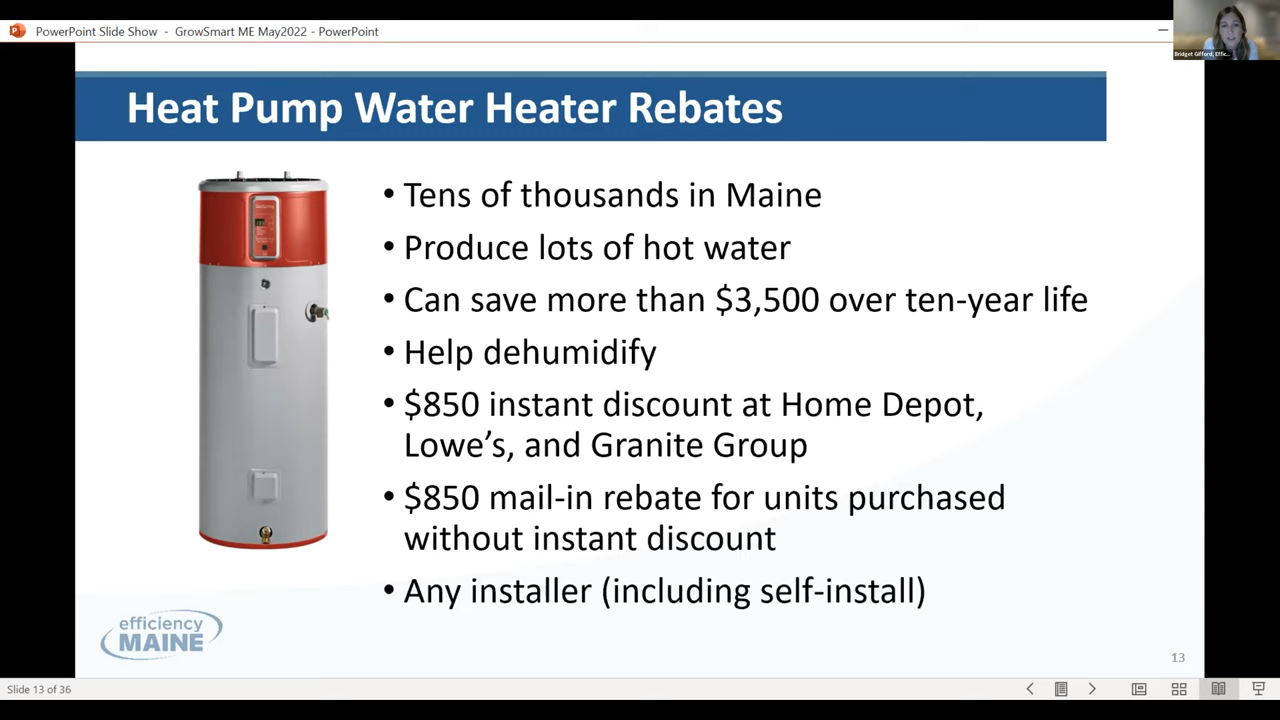 PowerPoint Slide Show - GrowSmart ME May2022 - PowerPoint
Bridget Gifford, Effic...
Heat Pump Water Heater Rebates
• Tens of thousands in Maine
• Produce lots of hot water
• Can save more than $3,500 over ten-year life
• Help dehumidify
• $850 instant discount at Home Depot,
Lowe’s, and Granite Group
• $850 mail-in rebate for units purchased
without instant discount
• Any installer (including self-install)
efficiency
MAINE
13
Slide 13 of 36